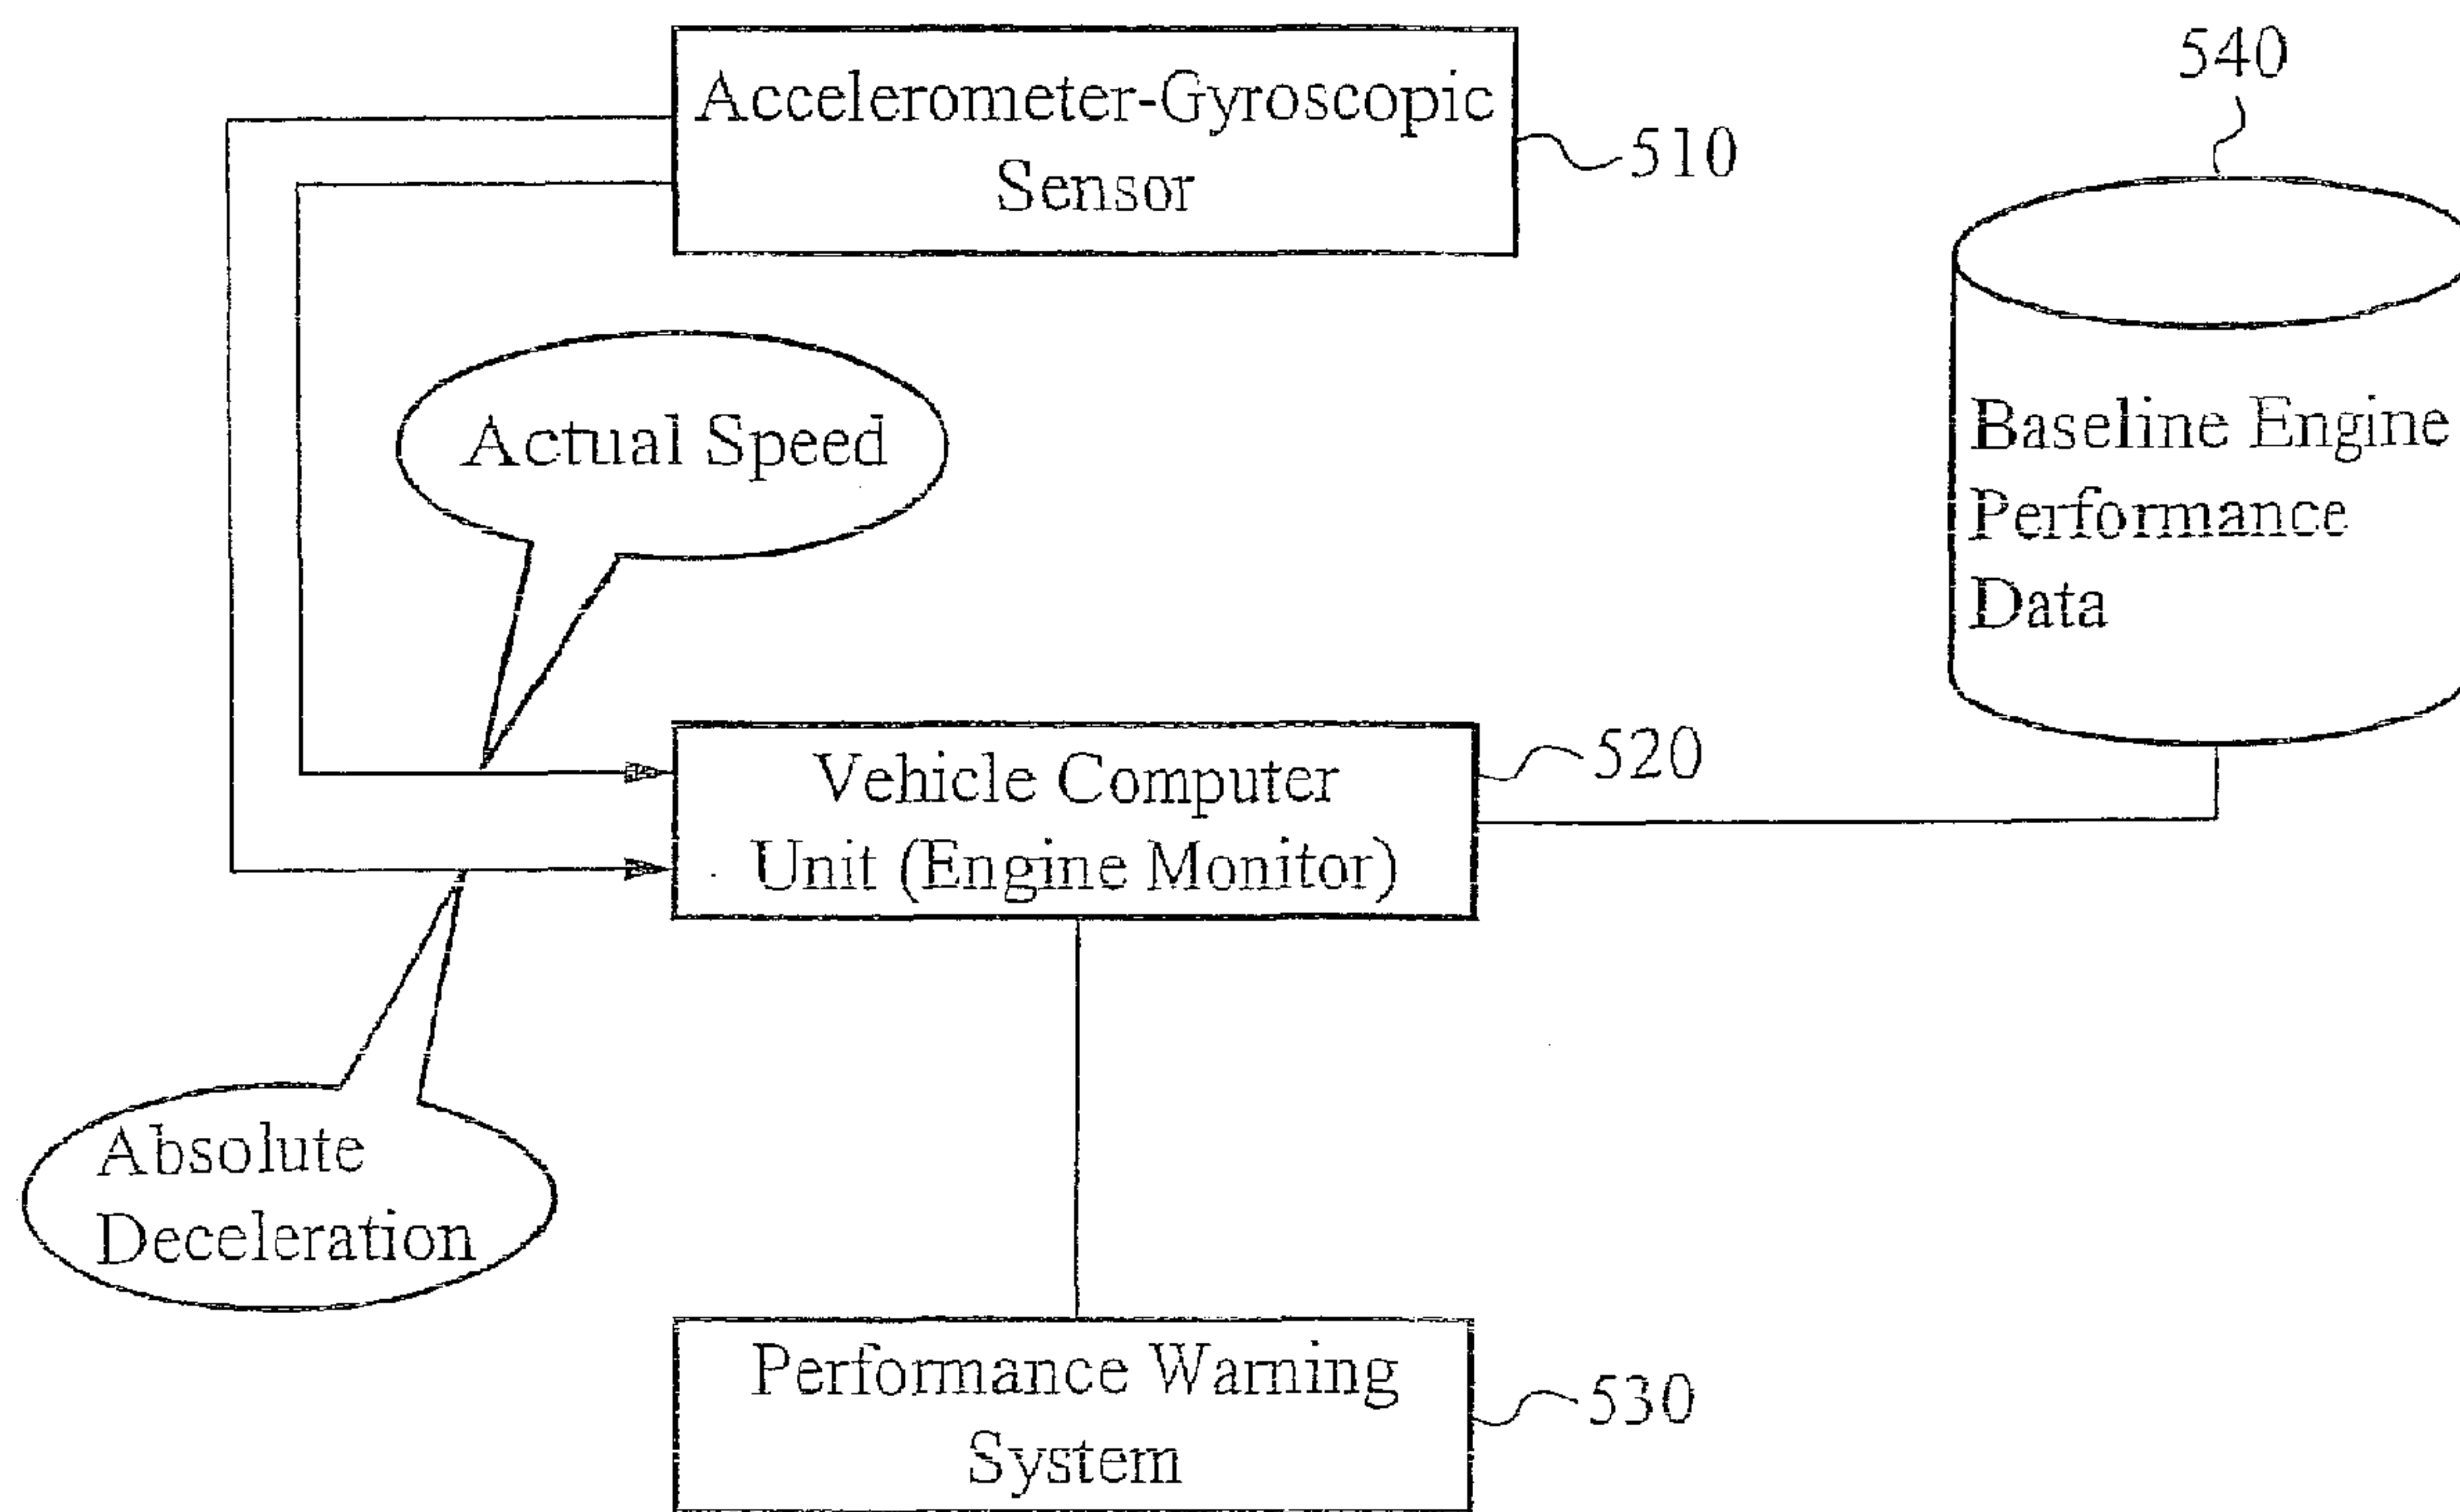 Accelerometer-Gyroscopic
Sensor
510
540
Actual Speed
Baseline Engine
Performance
Data
Vehicle Computer
Unit (Engine Monitor)
520
Absolute
Deceleration
Performance Warning
System
530